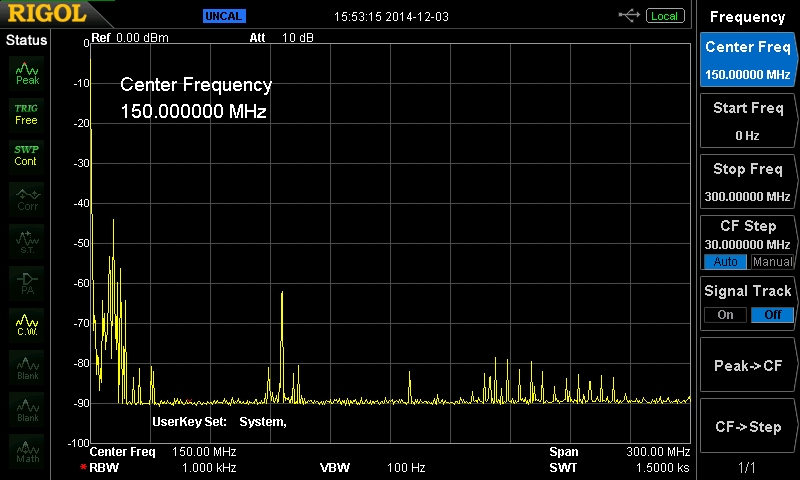 RIGOL
UNCAL
15:53:15 2014-12-03
Local
Status
Ref 0.00 dBm
Att 10 dB
0
-10
-20
-30
-40
-50
-60
-70
-80
-90
-100
Center Frequency
150.000000 MHz
UserKey Set: System,
Peak
TRIG
Free
SWP
Cont
Corr
S.T.
PA
C.W.
Blank
Blank
Math
Center Freq 150.00 MHz
Span 300.00 MHz
*RBW 1.000 kHz
VBW 100 Hz
SWT 1.5000 ks
Frequency
Center Freq
150.00000 MHz
Start Freq
0 Hz
Stop Freq
300.00000 MHz
CF Step
30.000000 MHz
Auto Manual
Signal Track
On Off
Peak->CF
CF->Step
1/1